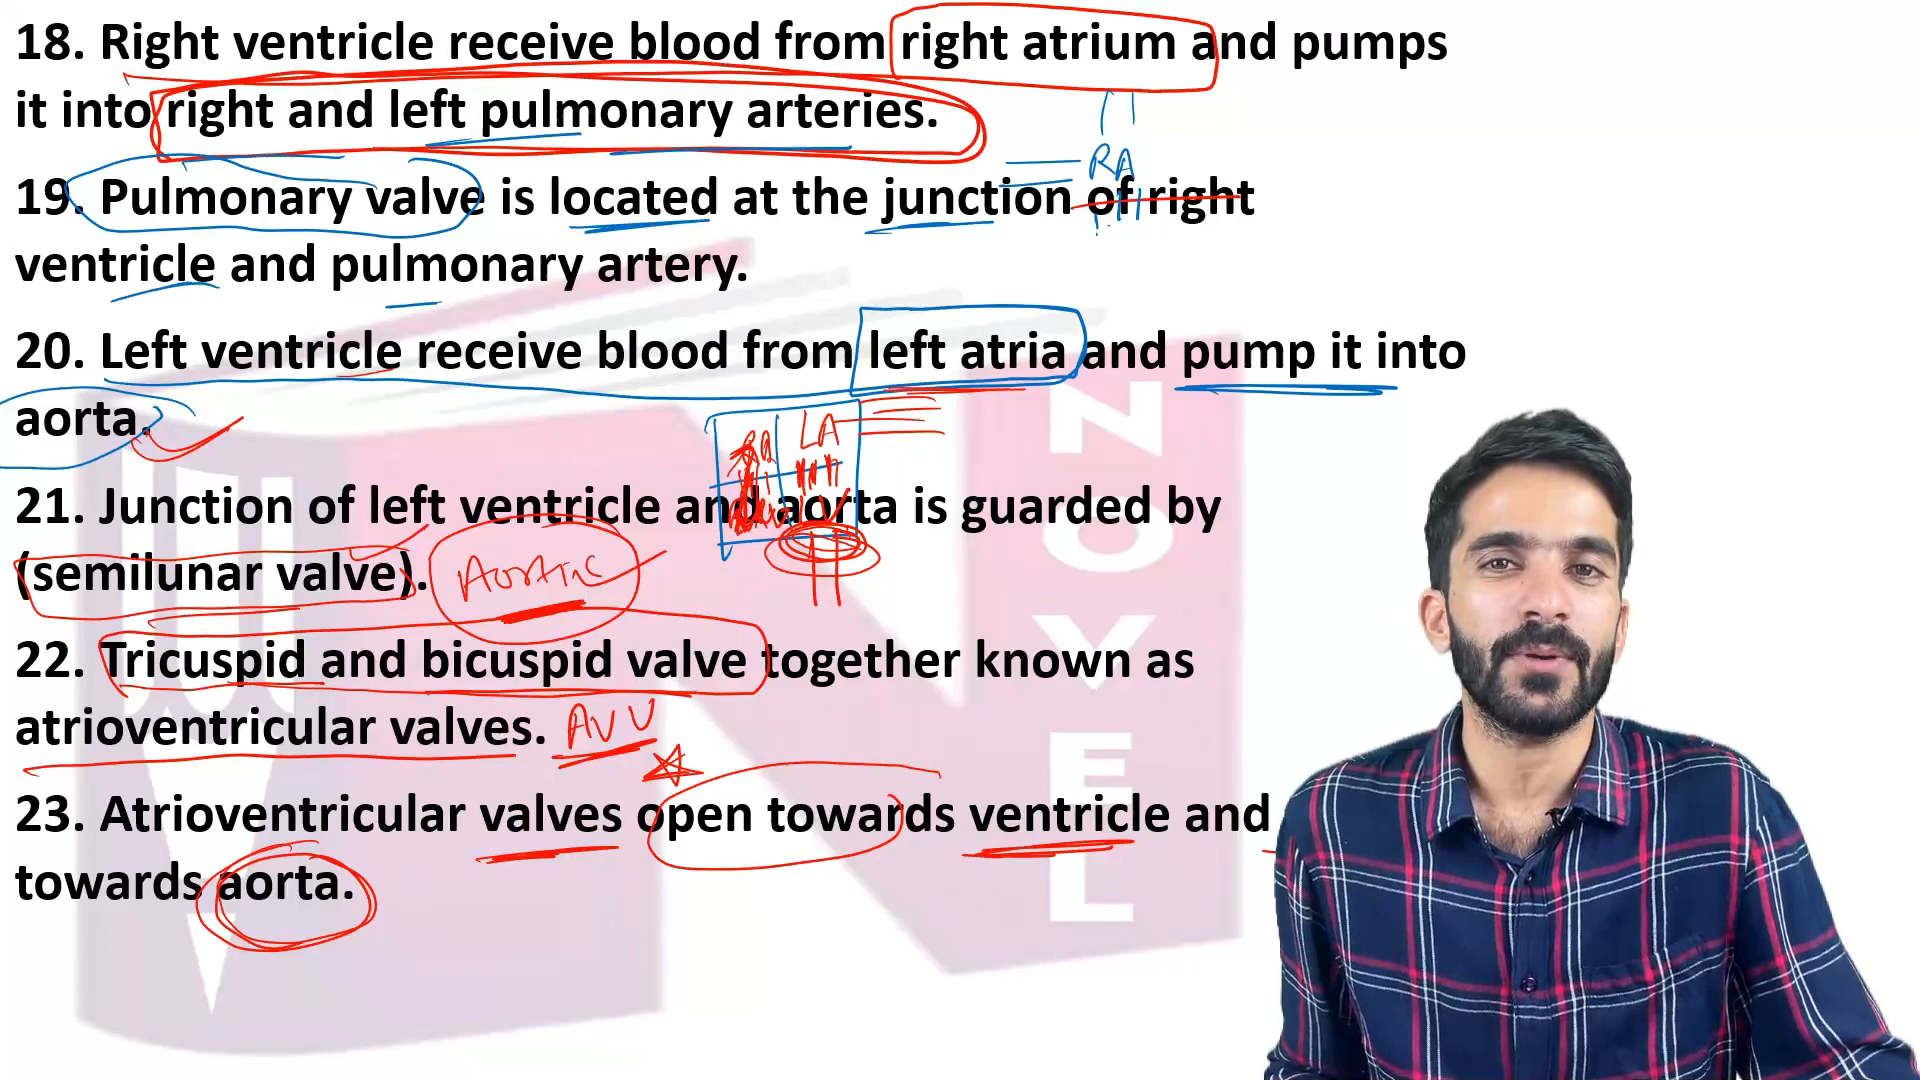 18. Right ventricle receive blood from right atrium and pumps
it into right and left pulmonary arteries.
RA
19. Pulmonary valve is located at the junction of right
ventricle and pulmonary artery.
20. Left ventricle receive blood from left atria and pump it into
aorta.
LA
21. Junction of left ventricle and aorta is guarded by
(semilunar valve). Aortic
22. Tricuspid and bicuspid valve together known as
atrioventricular valves. AVV
23. Atrioventricular valves open towards ventricle and
towards aorta.
NOVEL